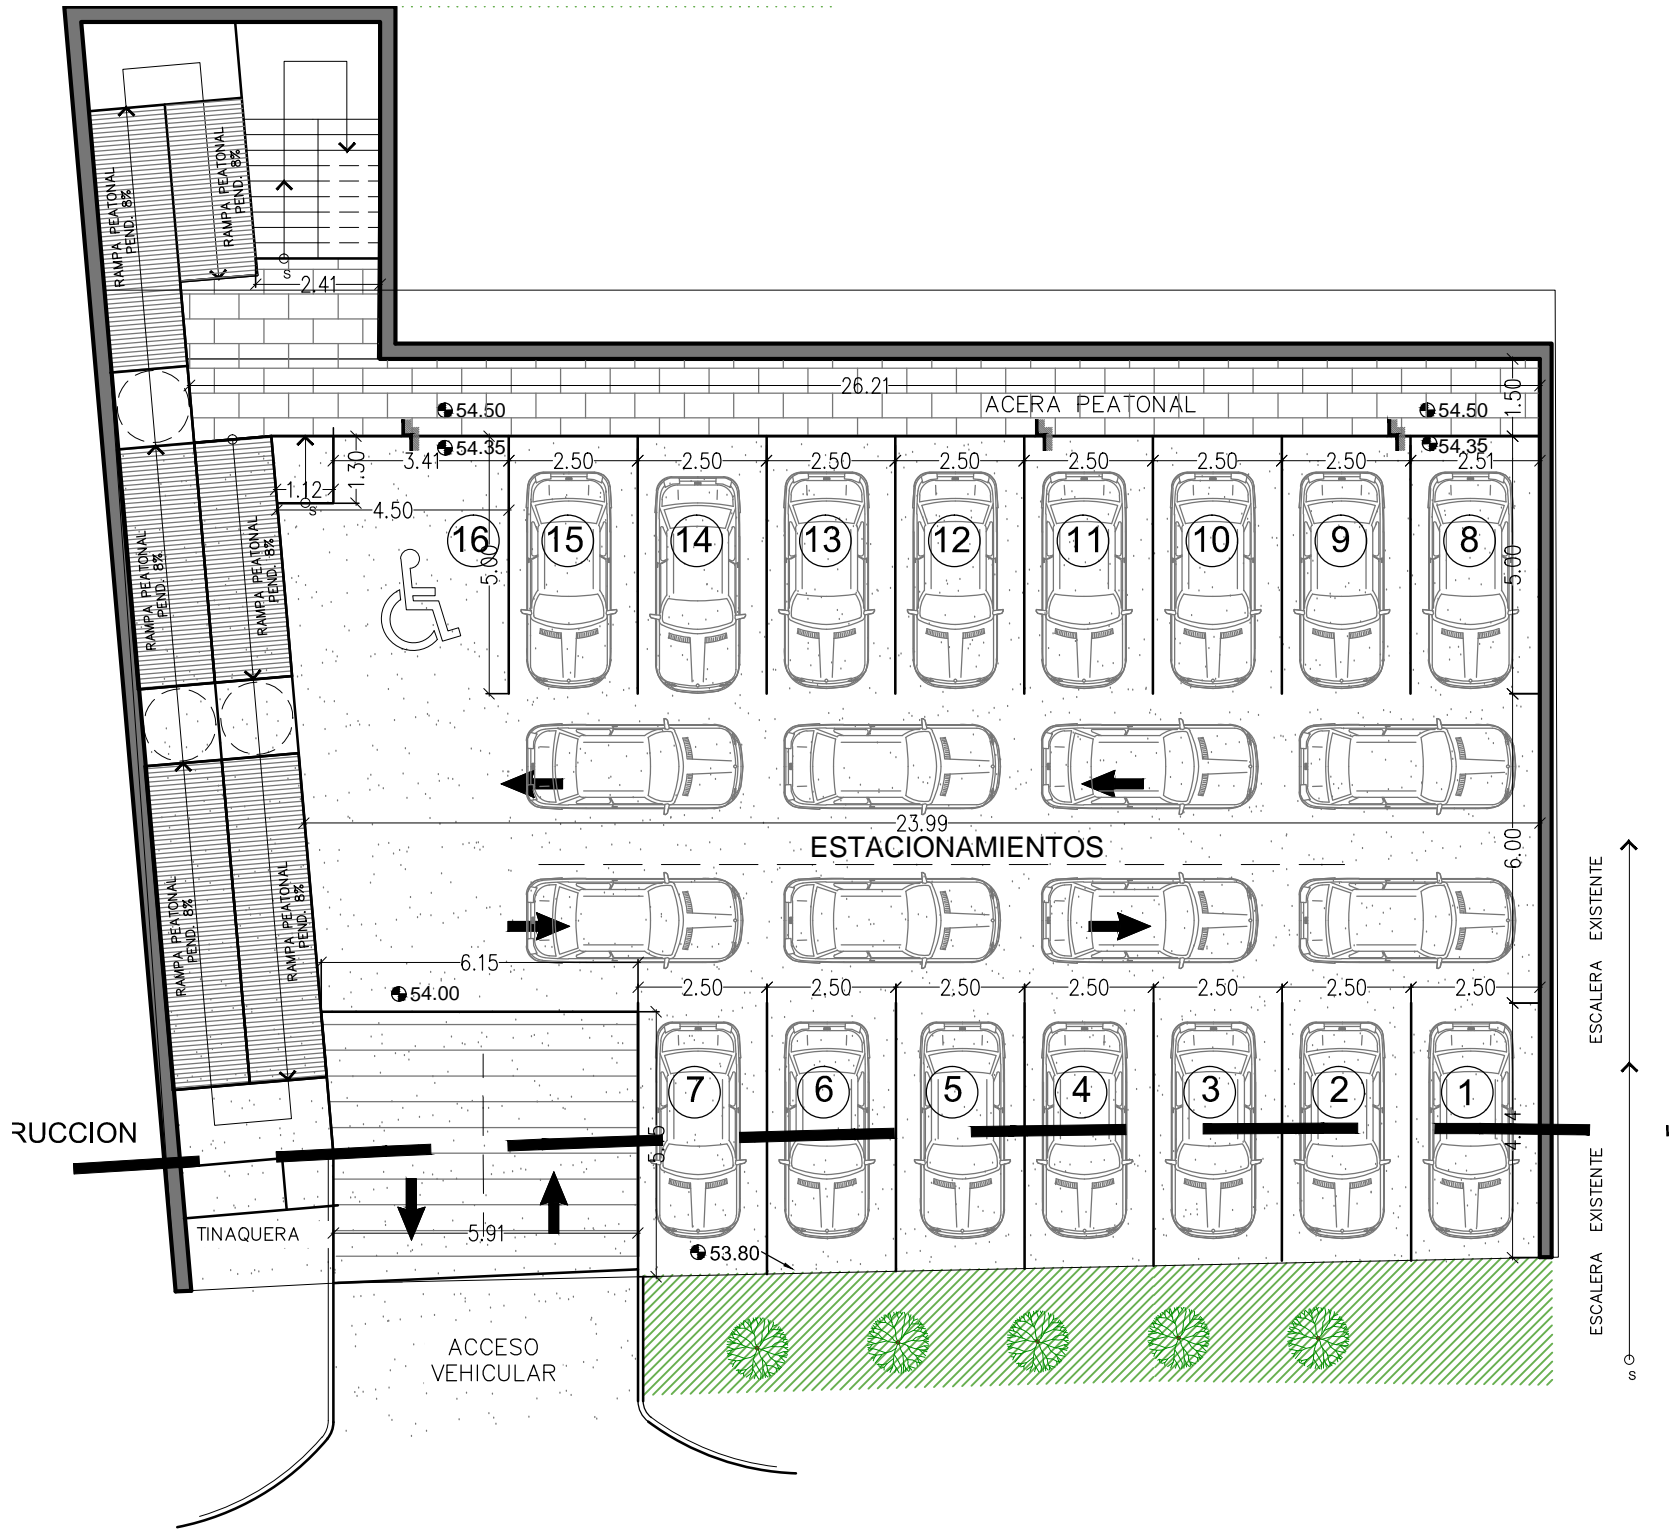 RAMPA PEATONAL
PEND. 8%
RAMPA PEATONAL
PEND. 8%
S
2.41
26.21
1.50
54.50
ACERA PEATONAL
54.50
54.35
54.35
3.41
1.30
2.50
2.50
2.50
2.50
2.50
2.50
2.50
2.51
1.12
S
4.50
16
15
14
13
12
11
10
9
8
5.00
5.00
RAMPA PEATONAL
PEND. 8%
RAMPA PEATONAL
PEND. 8%
23.99
ESTACIONAMIENTOS
6.00
RAMPA PEATONAL
PEND. 8%
RAMPA PEATONAL
PEND. 8%
6.15
54.00
2.50
2.50
2.50
2.50
2.50
2.50
2.50
ESCALERA EXISTENTE
7
6
5
4
3
2
1
RUCCION
TINAQUERA
5.91
53.80
ESCALERA EXISTENTE
ACCESO
VEHICULAR
S